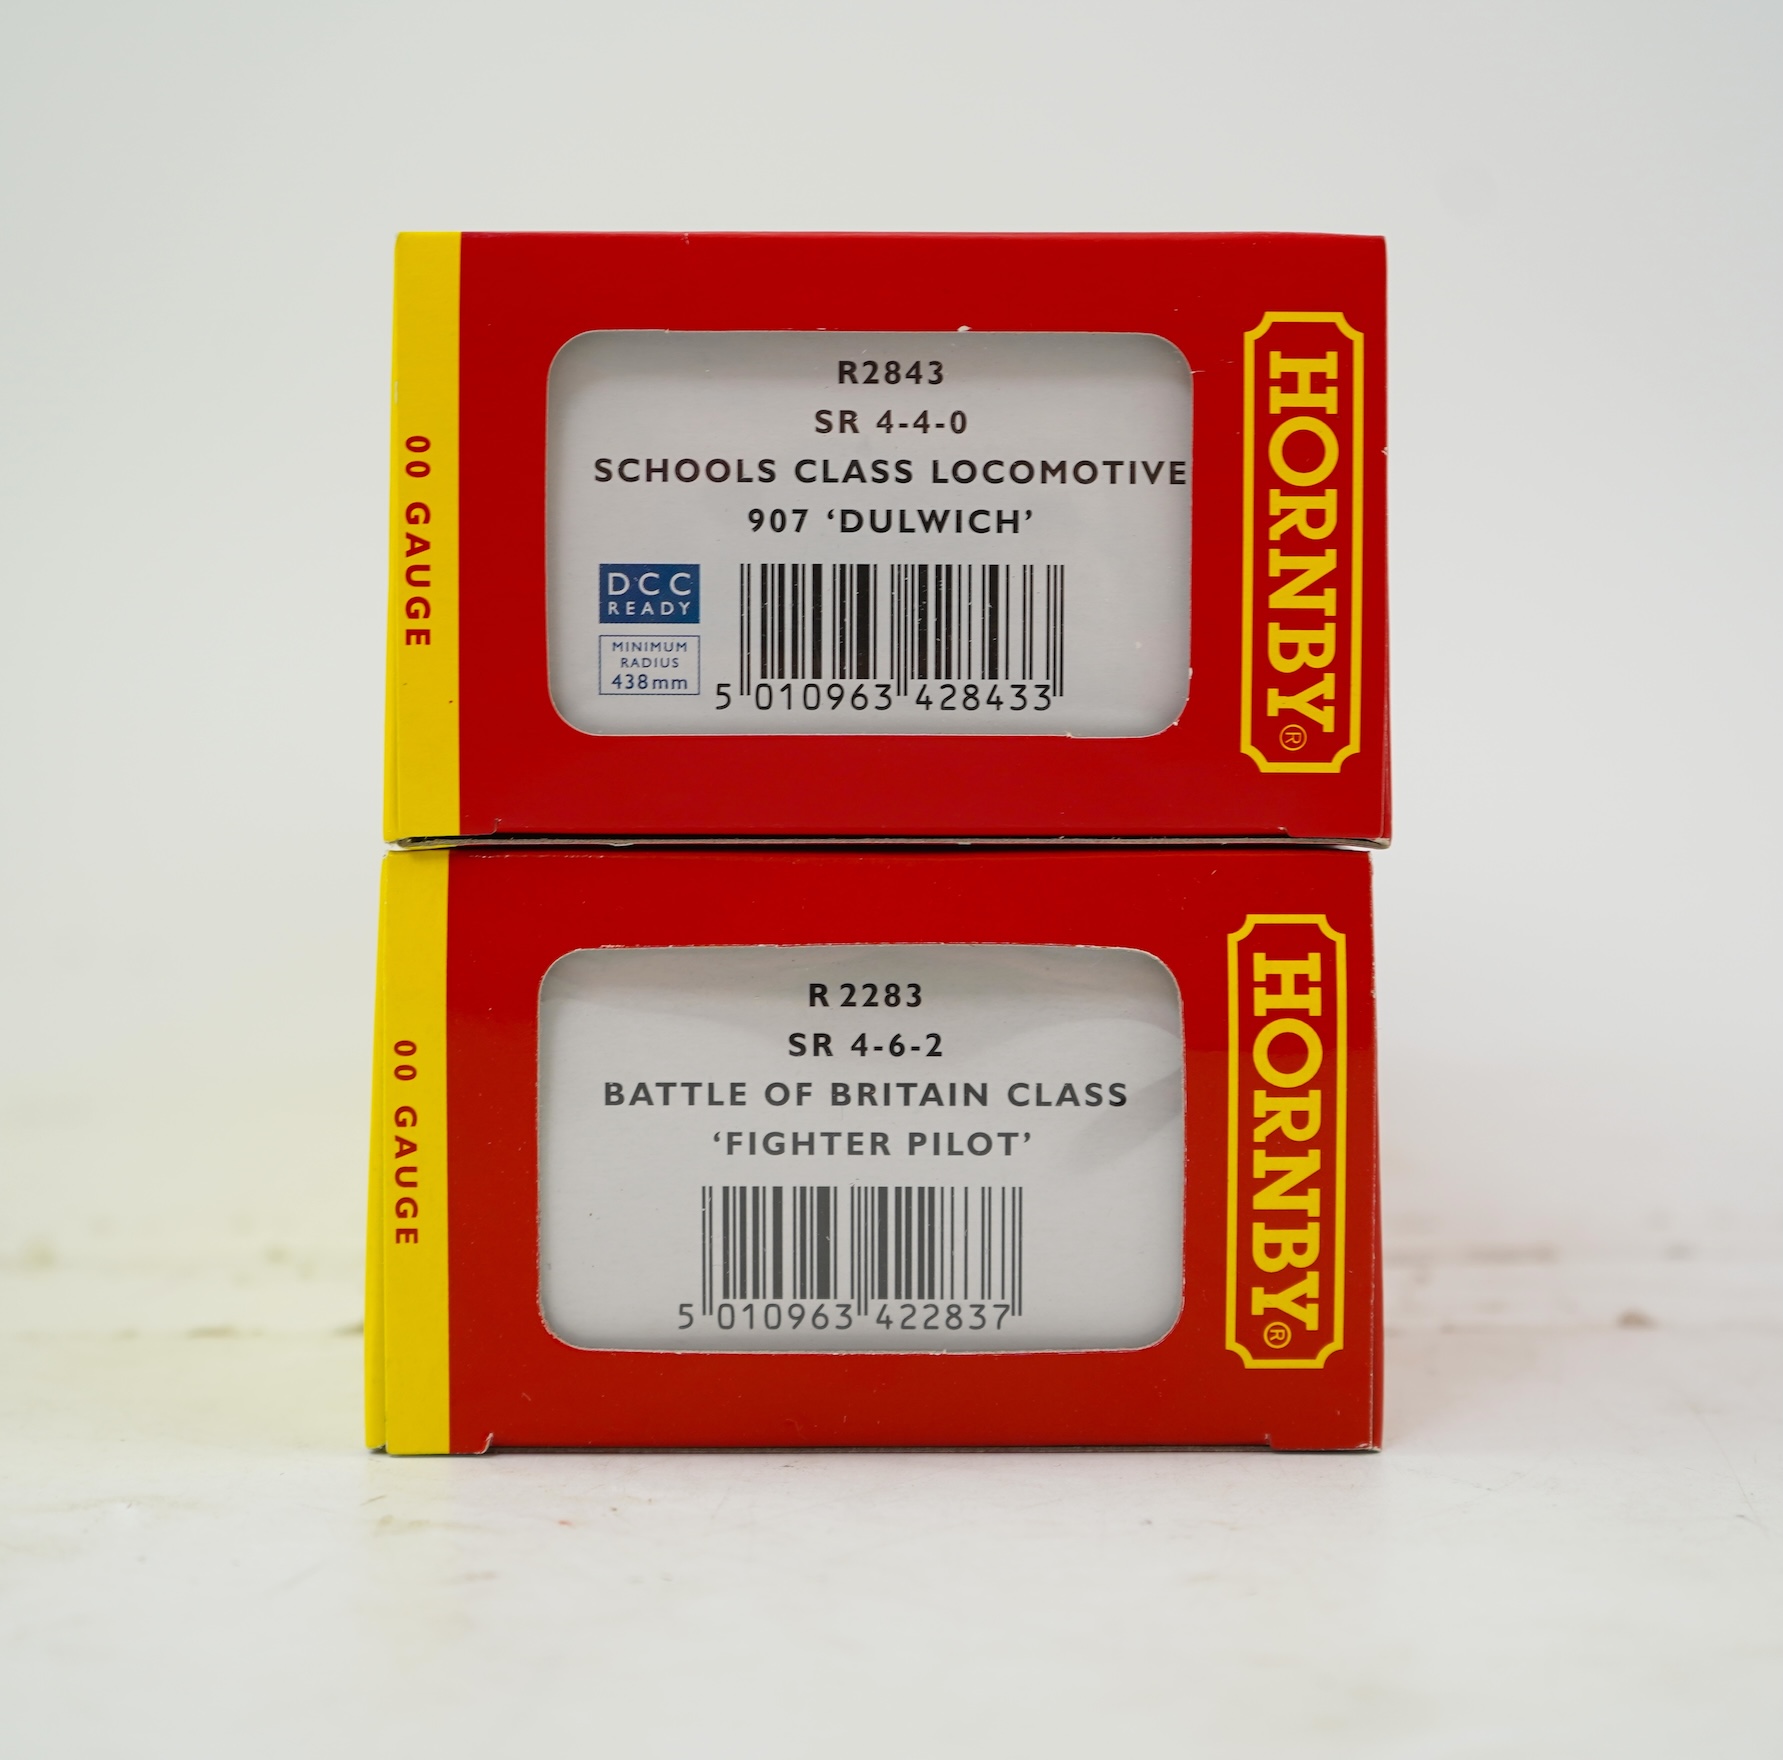 00 GAUGE
R2843
SR 4-4-0
SCHOOLS CLASS LOCOMOTIVE
907 ‘DULWICH’
DCC
READY
MINIMUM
RADIUS
438mm
5 010963 428433
HORNBY®
00 GAUGE
R 2283
SR 4-6-2
BATTLE OF BRITAIN CLASS
‘FIGHTER PILOT’
5 010963 422837
HORNBY®